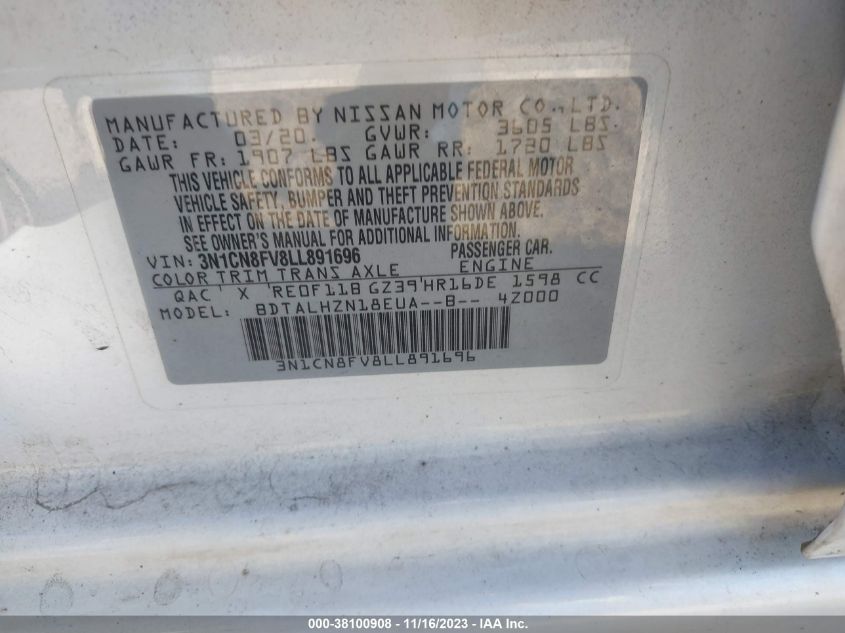 MANUFACTURED BY NISSAN MOTOR CO.,LTD.
DATE: 03/20. GVWR: 3605 LBS.
GAWR FR: 1907 LBS GAWR RR: 1730 LBS
THIS VEHICLE CONFORMS TO ALL APPLICABLE FEDERAL MOTOR
VEHICLE SAFETY, BUMPER AND THEFT PREVENTION STANDARDS
IN EFFECT ON THE DATE OF MANUFACTURE SHOWN ABOVE.
SEE OWNER'S MANUAL FOR ADDITIONAL INFORMATION.
VIN: 3N1CN8FV8LL891696 PASSENGER CAR.
COLOR TRIM TRANS AXLE ENGINE
QAC ' X 'RE0F11B GZ39'HR16DE 1598 CC
MODEL: BDTALHZN18EUA--B-- 4Z000
3N1CN8FV8LL891696
000-38100908 - 11/16/2023 - IAA Inc.